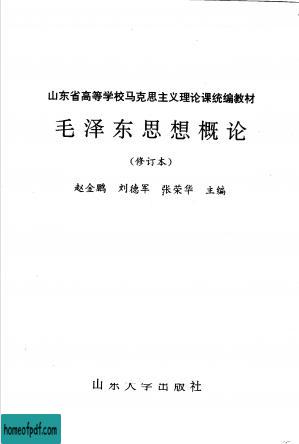 山东省高等学校马克思主义理论课统编教材
毛泽东思想概论
(修订本)
赵金鹏 刘德军 张荣华 主编
山东大学出版社
homeofpdf.com